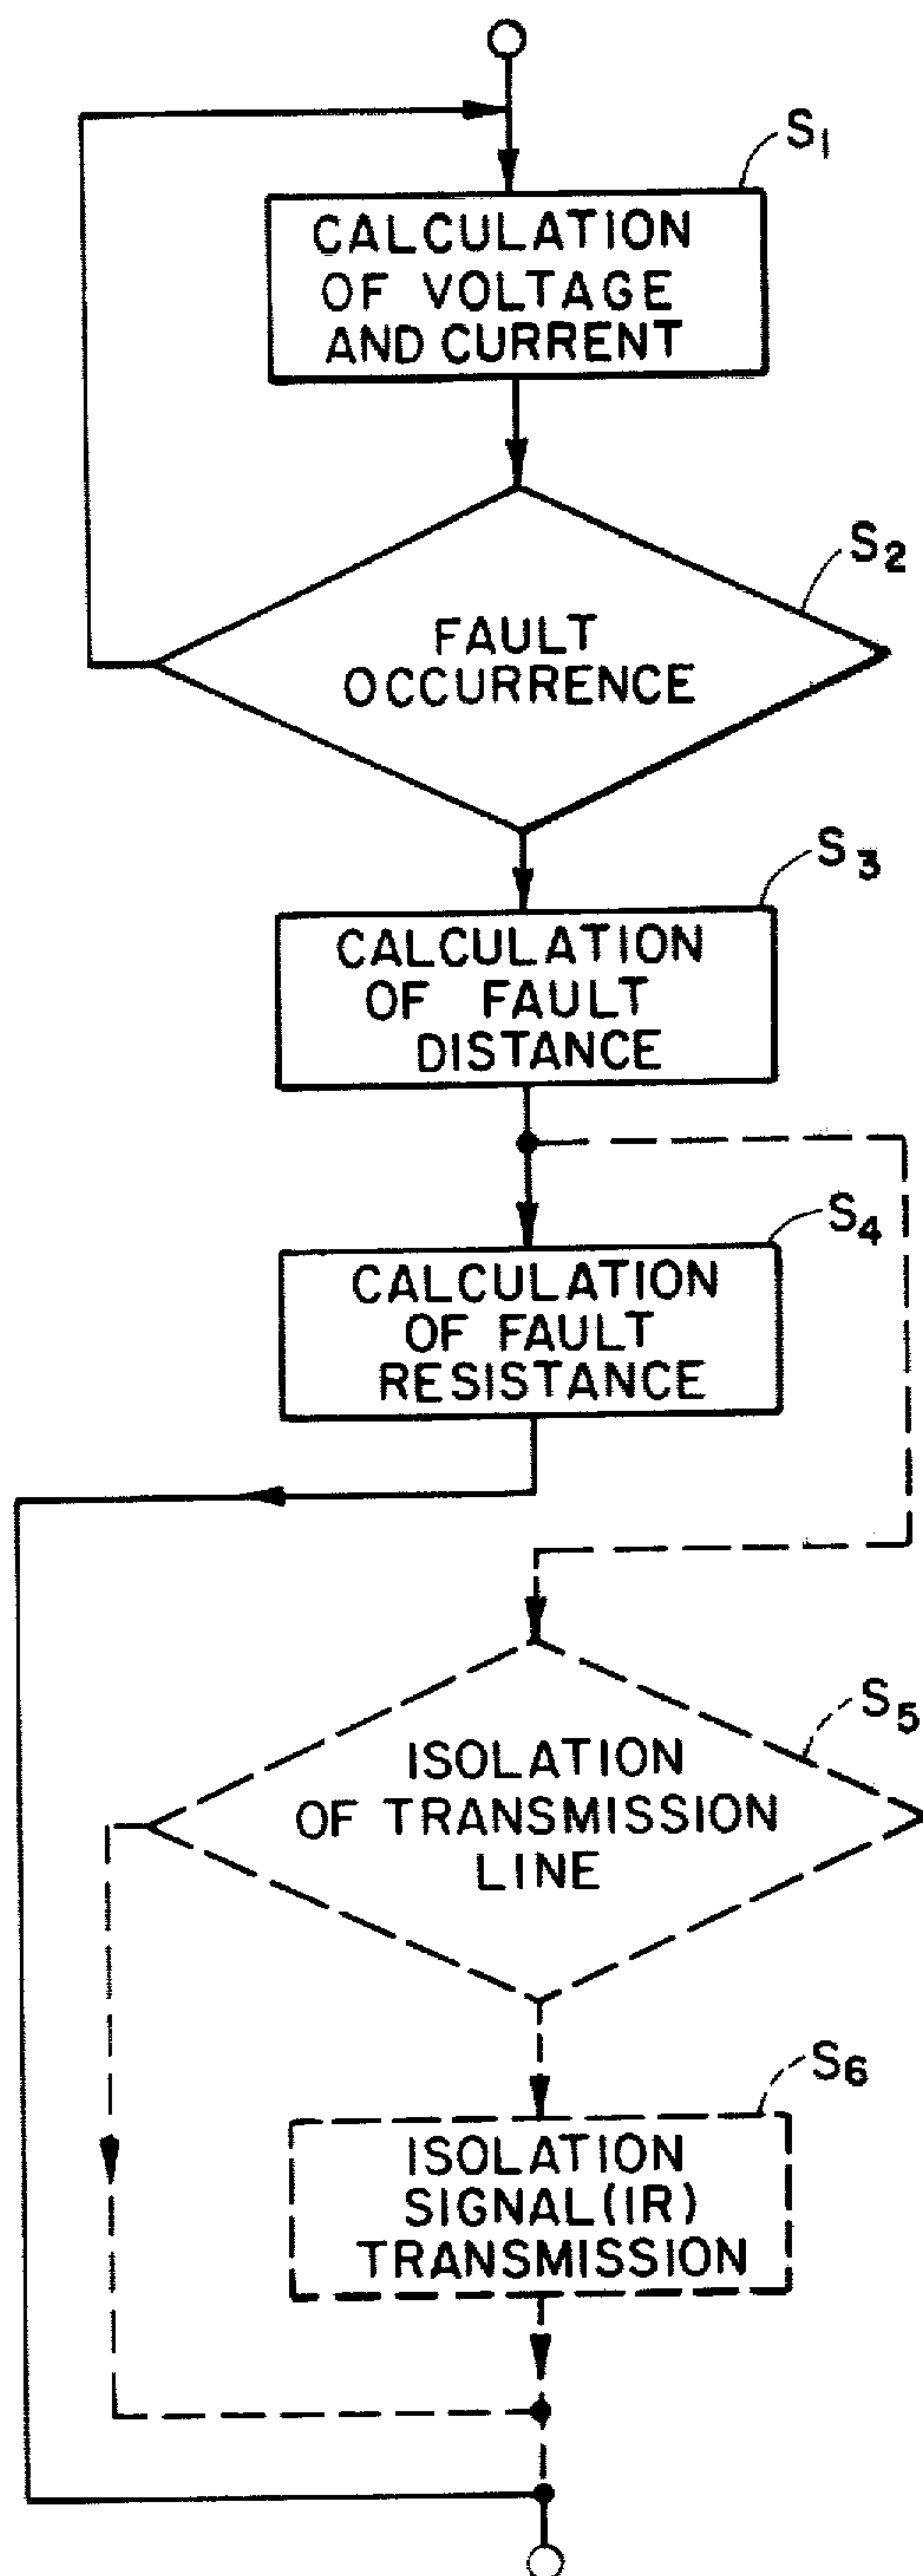 S1
CALCULATION
OF VOLTAGE
AND CURRENT
S2
FAULT
OCCURRENCE
S3
CALCULATION
OF FAULT
DISTANCE
S4
CALCULATION
OF FAULT
RESISTANCE
S5
ISOLATION
OF TRANSMISSION
LINE
S6
ISOLATION
SIGNAL(IR)
TRANSMISSION